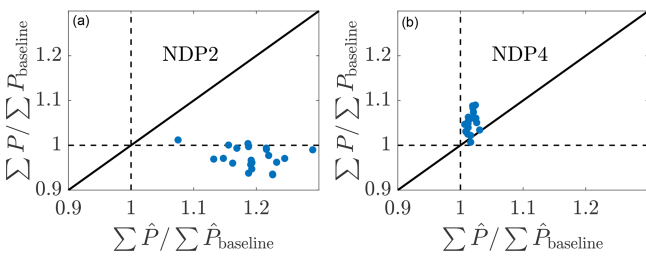 (a)
NDP2
∑ P / ∑ P_baseline
1.2
1.1
1
0.9
0.9 1 1.1 1.2
∑ P̂ / ∑ P̂_baseline
(b)
NDP4
∑ P / ∑ P_baseline
1.2
1.1
1
0.9
0.9 1 1.1 1.2
∑ P̂ / ∑ P̂_baseline